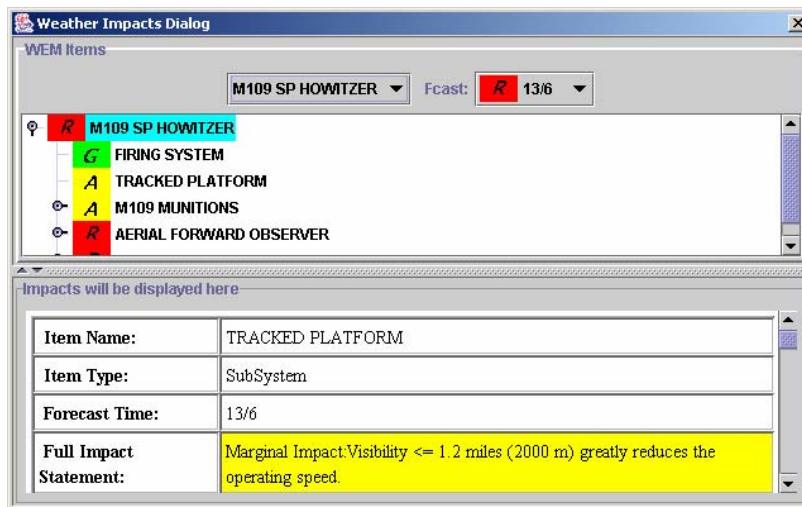 Weather Impacts Dialog
WEM Items
M109 SP HOWITZER Fcast: R 13/6
R M109 SP HOWITZER
G FIRING SYSTEM
A TRACKED PLATFORM
A M109 MUNITIONS
R AERIAL FORWARD OBSERVER
Impacts will be displayed here
Item Name: TRACKED PLATFORM
Item Type: SubSystem
Forecast Time: 13/6
Full Impact Statement: Marginal Impact:Visibility <= 1.2 miles (2000 m) greatly reduces the
operating speed.